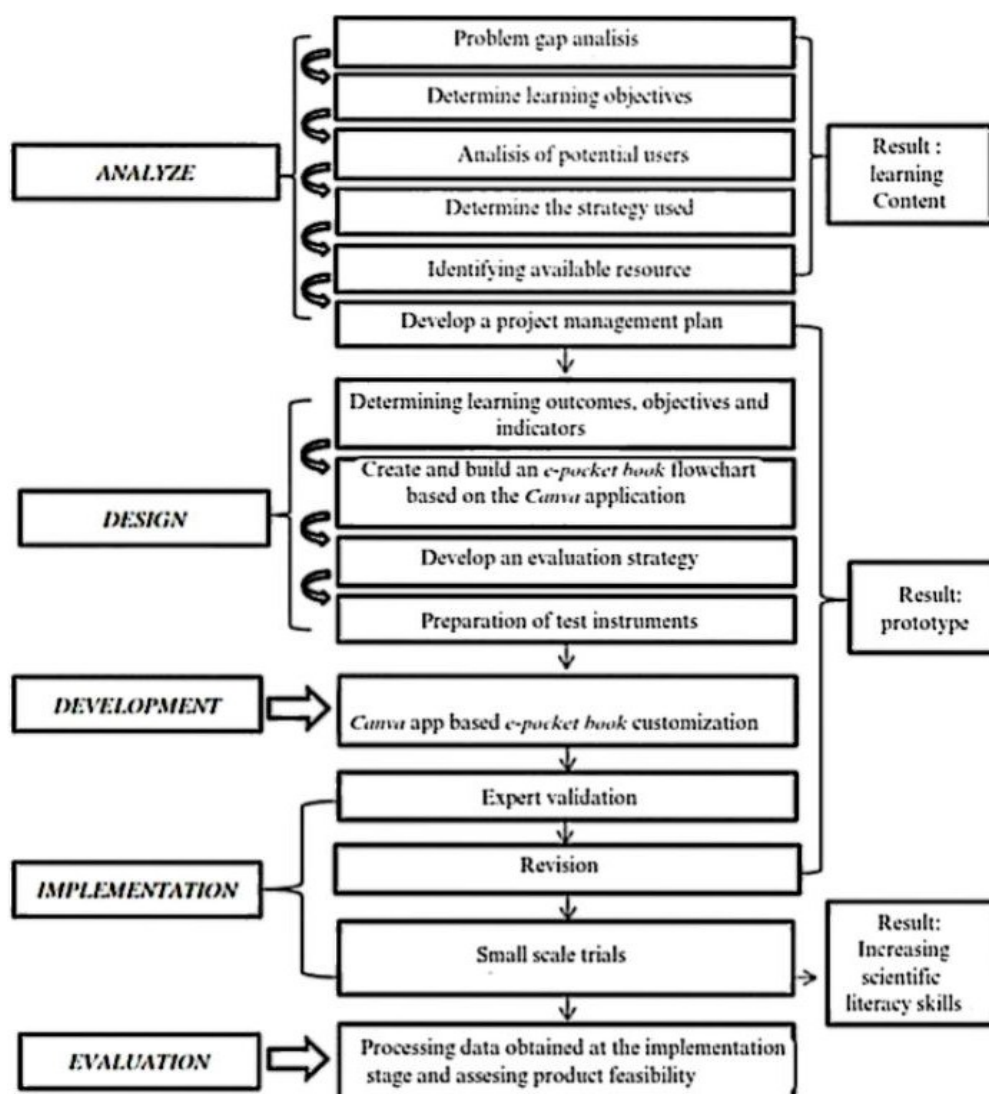 Problem gap analisis
Determine learning objectives
Analisis of potential users
Determine the strategy used
Identifying available resource
Develop a project management plan
ANALYZE
Result :
learning
Content
Determining learning outcomes, objectives and
indicators
Create and build an e-pocket book flowchart
based on the Canva application
Develop an evaluation strategy
Preparation of test instruments
DESIGN
Result:
prototype
DEVELOPMENT
Canva app based e-pocket book customization
Expert validation
Revision
Small scale trials
IMPLEMENTATION
Result:
Increasing
scientific
literacy skills
EVALUATION
Processing data obtained at the implementation
stage and assesing product feasibility